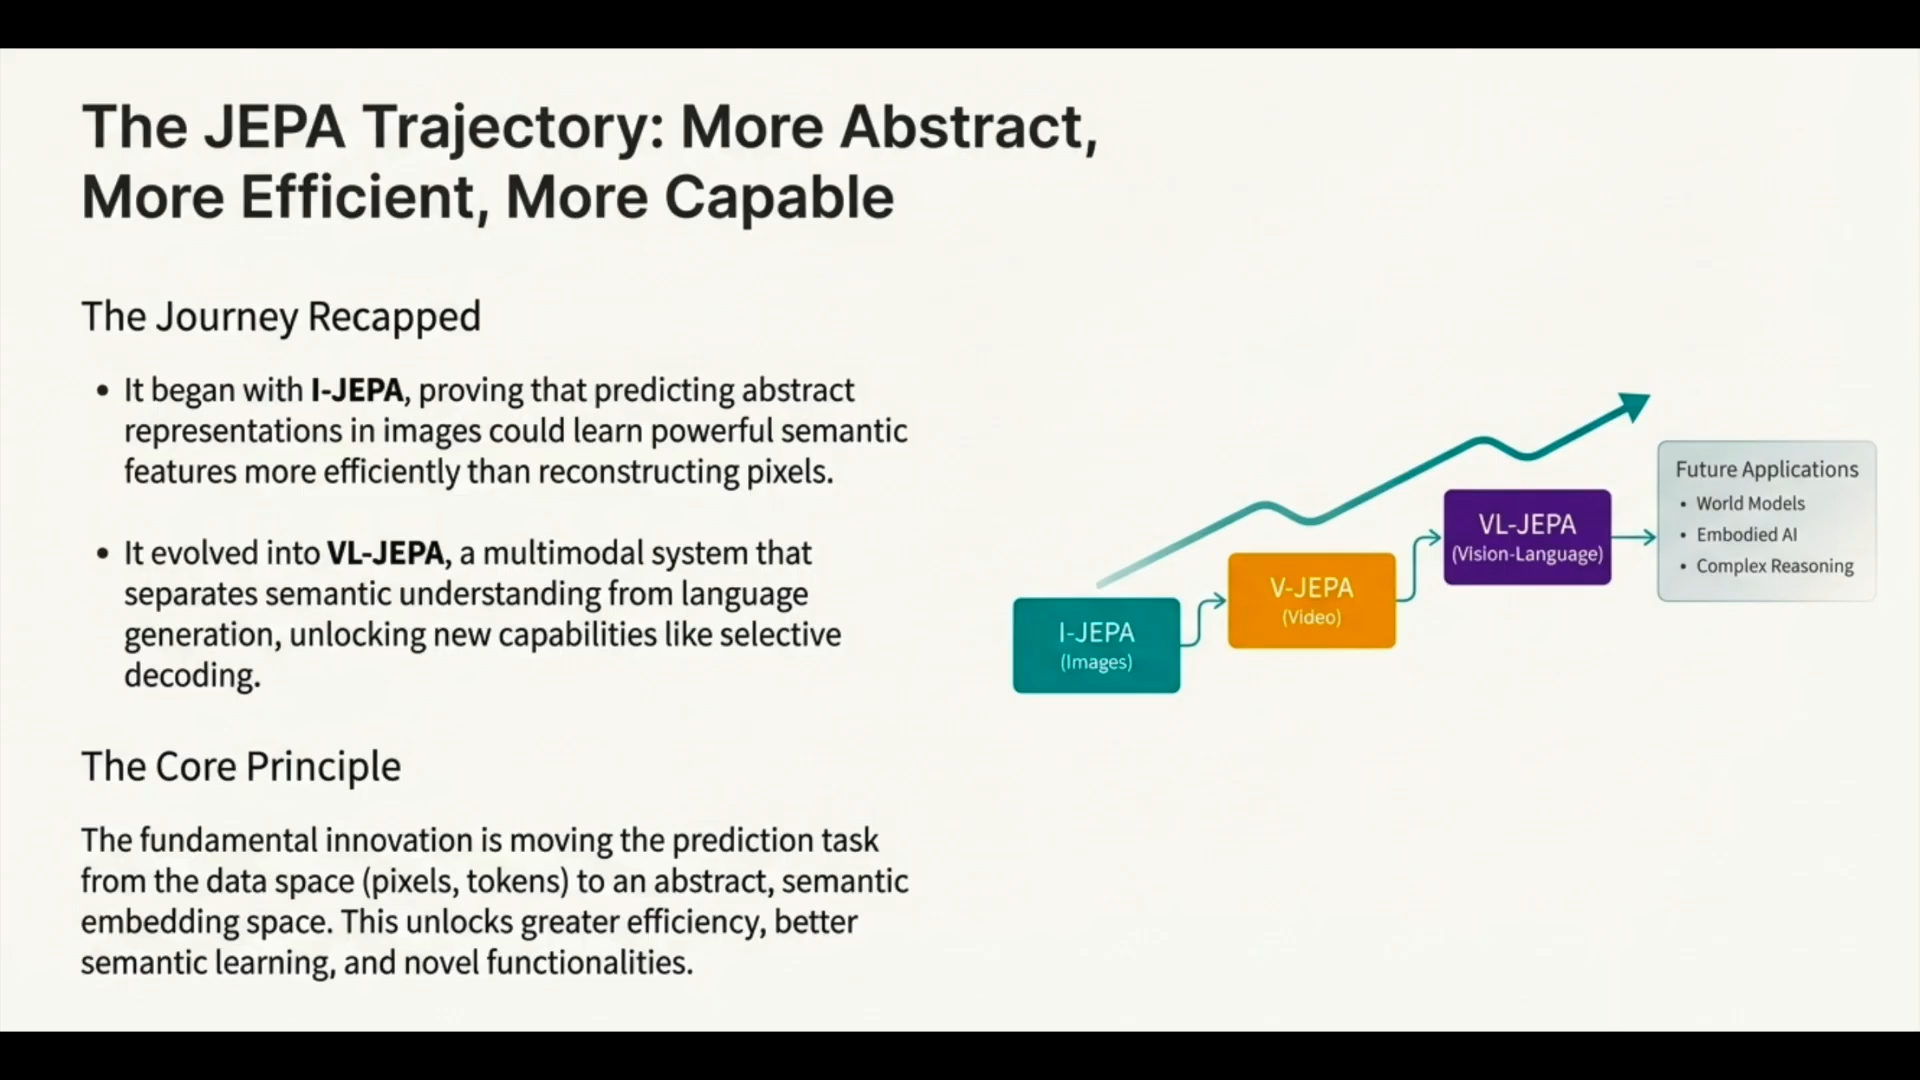 The JEPA Trajectory: More Abstract,
More Efficient, More Capable
The Journey Recapped
• It began with I-JEPA, proving that predicting abstract
representations in images could learn powerful semantic
features more efficiently than reconstructing pixels.
• It evolved into VL-JEPA, a multimodal system that
separates semantic understanding from language
generation, unlocking new capabilities like selective
decoding.
The Core Principle
The fundamental innovation is moving the prediction task
from the data space (pixels, tokens) to an abstract, semantic
embedding space. This unlocks greater efficiency, better
semantic learning, and novel functionalities.
I-JEPA
(Images)
V-JEPA
(Video)
VL-JEPA
(Vision-Language)
Future Applications
• World Models
• Embodied AI
• Complex Reasoning